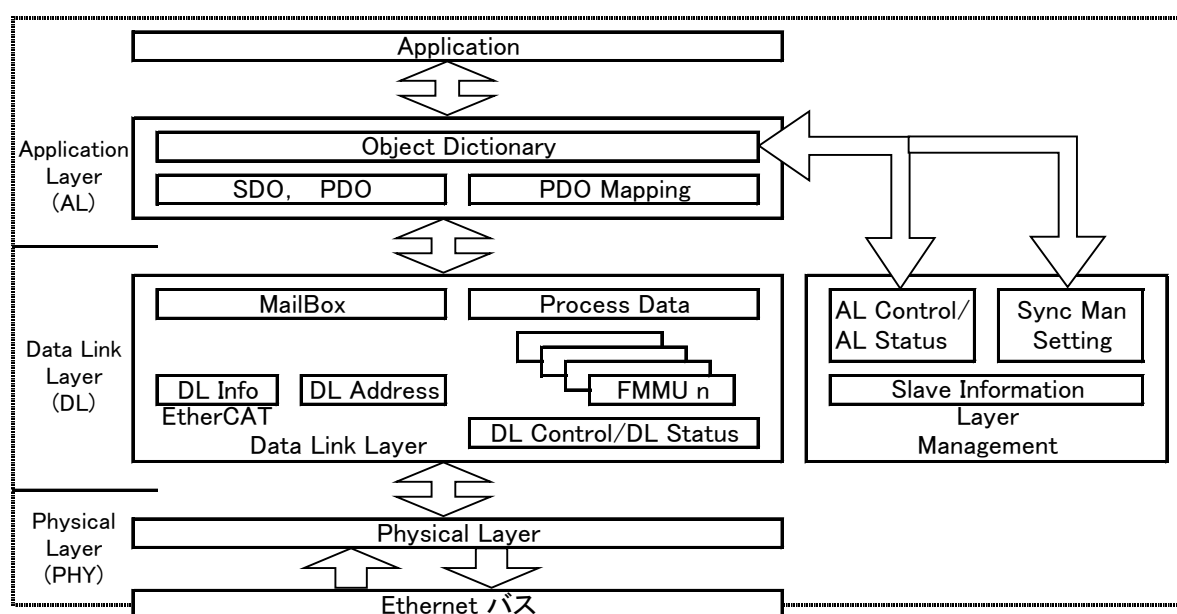 Application
Application
Layer
(AL)
Object Dictionary
SDO, PDO
PDO Mapping
Data Link
Layer
(DL)
MailBox
Process Data
DL Info
DL Address
FMMU n
EtherCAT
Data Link Layer
DL Control/DL Status
AL Control/
AL Status
Sync Man
Setting
Slave Information
Layer
Management
Physical
Layer
(PHY)
Physical Layer
Ethernet バス